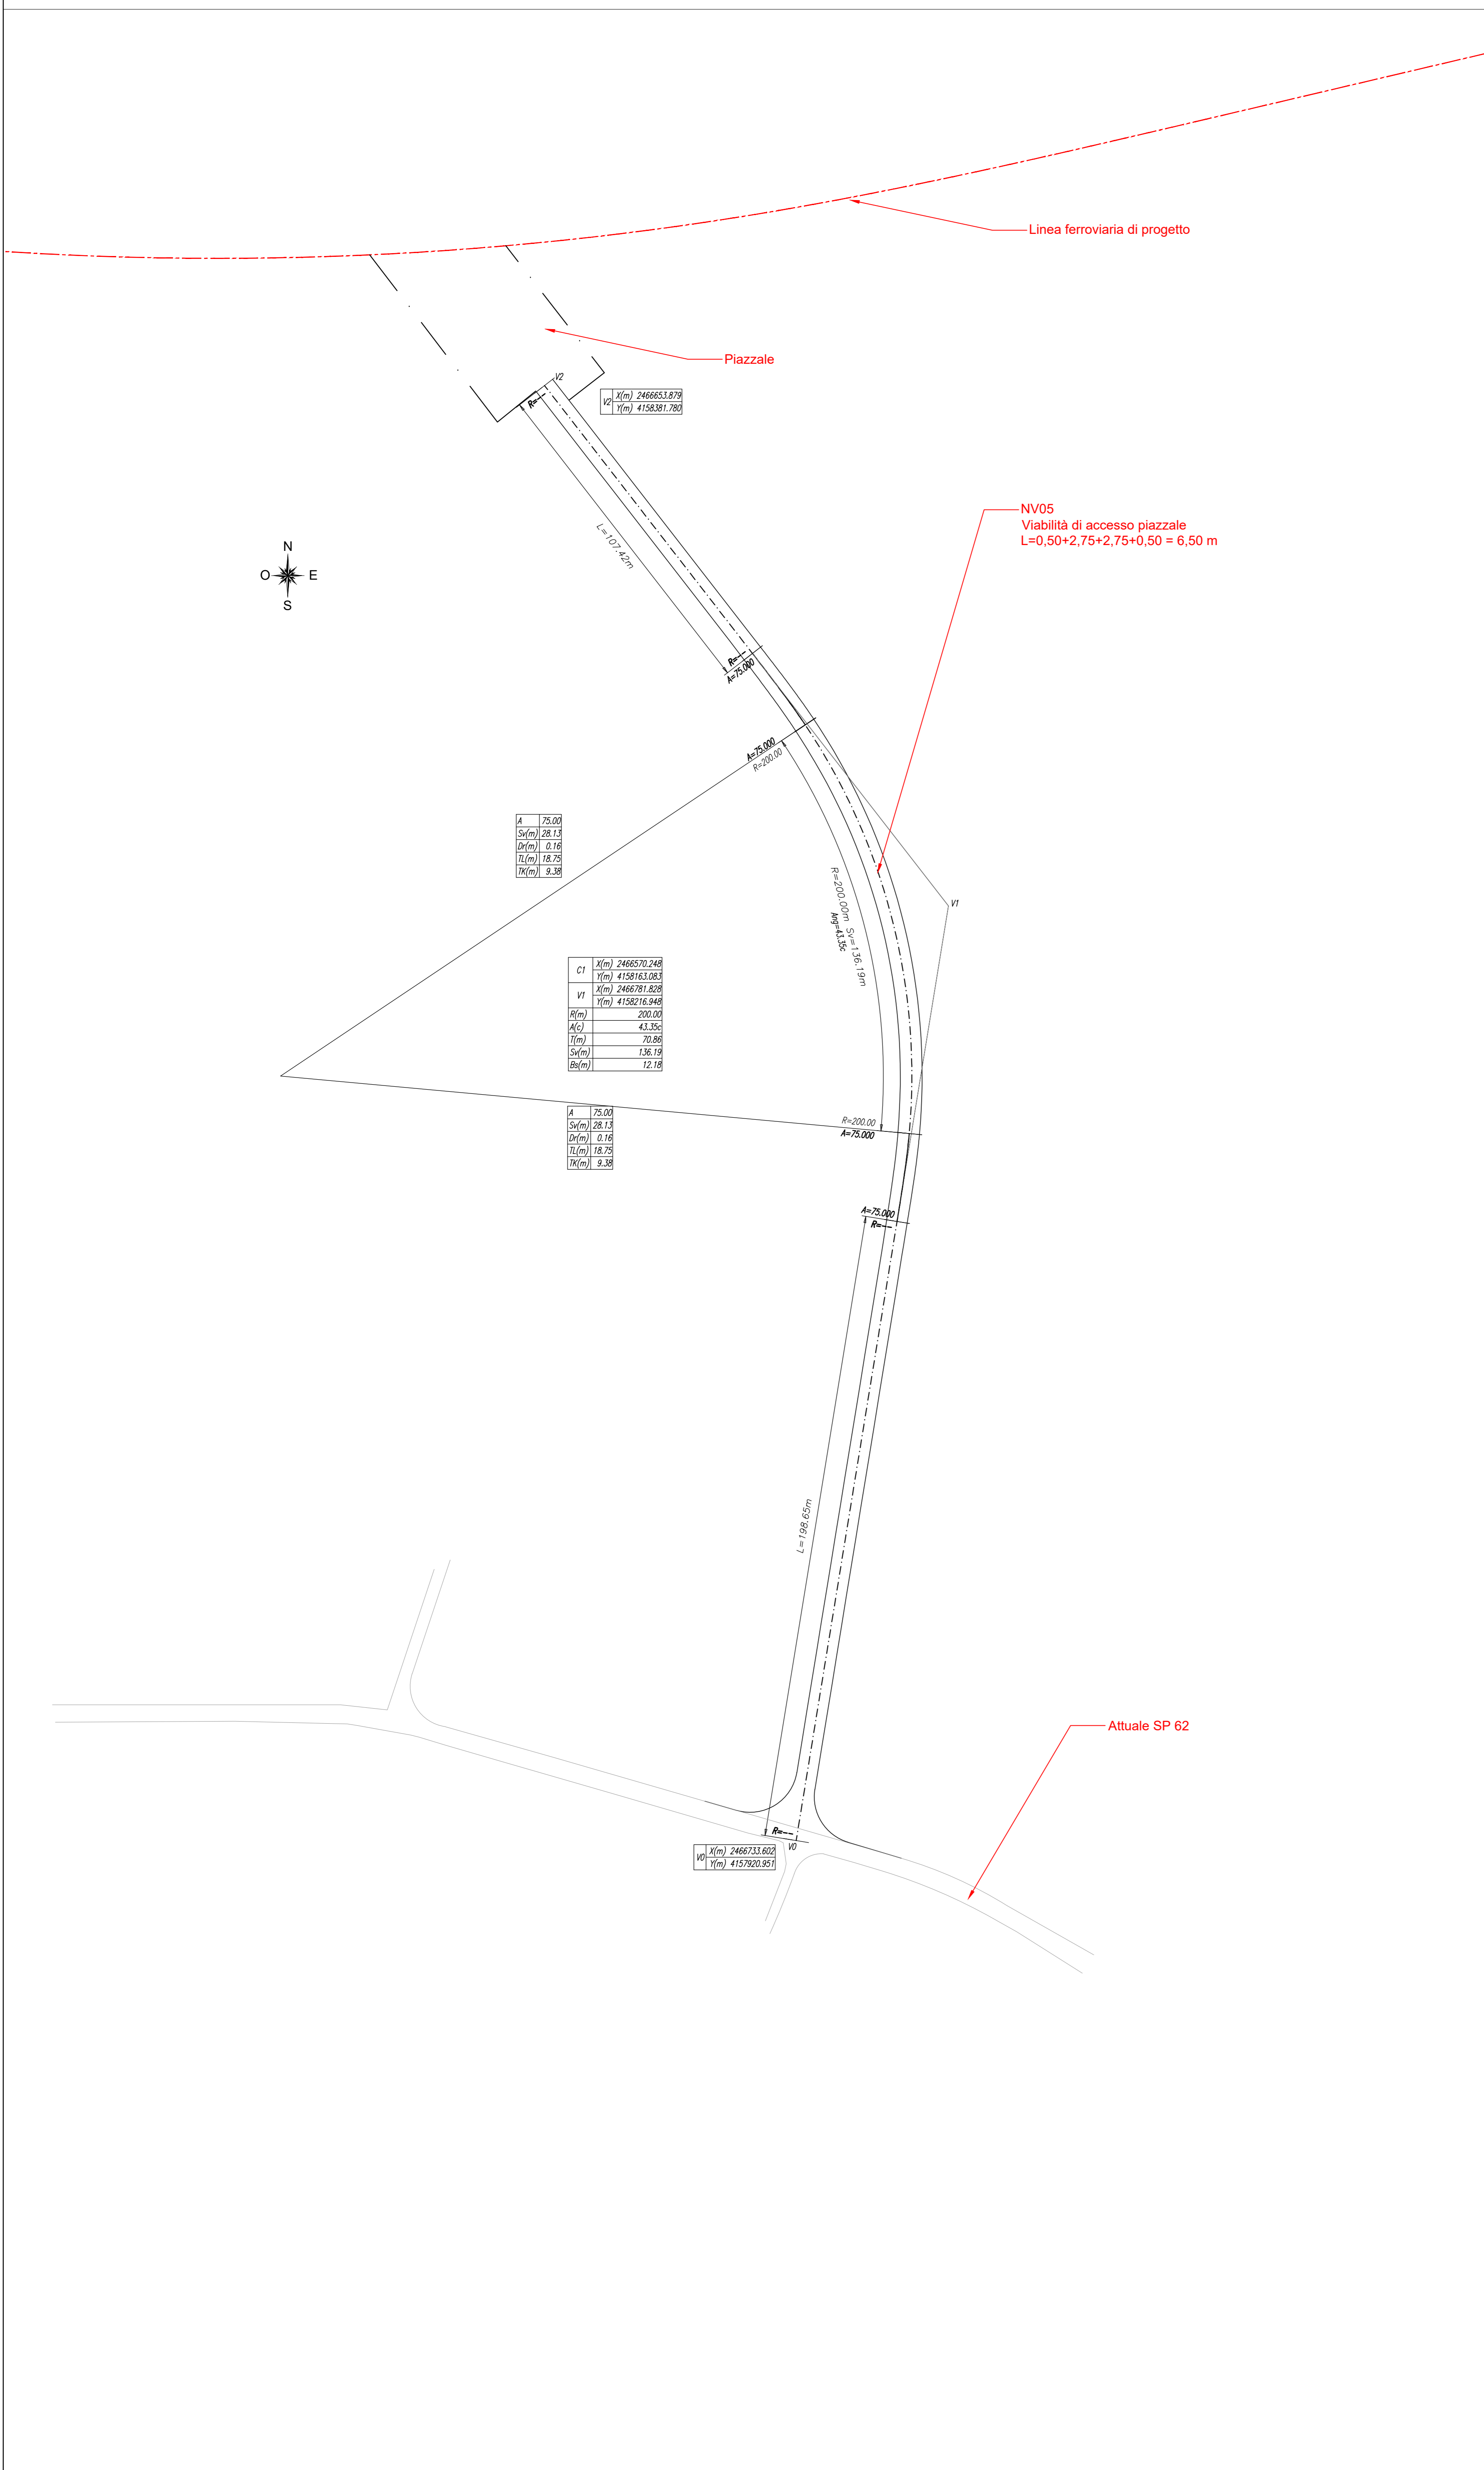 Linea ferroviaria di progetto
Piazzale
V2
V2 X(m) 2466653.879
Y(m) 4158381.780
R=---
NV05
Viabilità di accesso piazzale
L=0,50+2,75+2,75+0,50 = 6,50 m
L=107.42m
N
O E
S
R=---
A=75.000
A=75.000
R=200.00
A 75.00
Sv(m) 28.13
Dr(m) 0.16
TL(m) 18.75
TK(m) 9.38
R=200.00m Sv=136.19m
Ang=43.35c
V1
C1 X(m) 2466570.248
Y(m) 4158163.083
V1 X(m) 2466781.828
Y(m) 4158216.948
R(m) 200.00
A(c) 43.35c
T(m) 70.86
Sv(m) 136.19
Bs(m) 12.18
A 75.00
Sv(m) 28.13
Dr(m) 0.16
TL(m) 18.75
TK(m) 9.38
R=200.00
A=75.000
A=75.000
R=---
L=198.65m
Attuale SP 62
R=---
V0
V0 X(m) 2466733.602
Y(m) 4157920.951